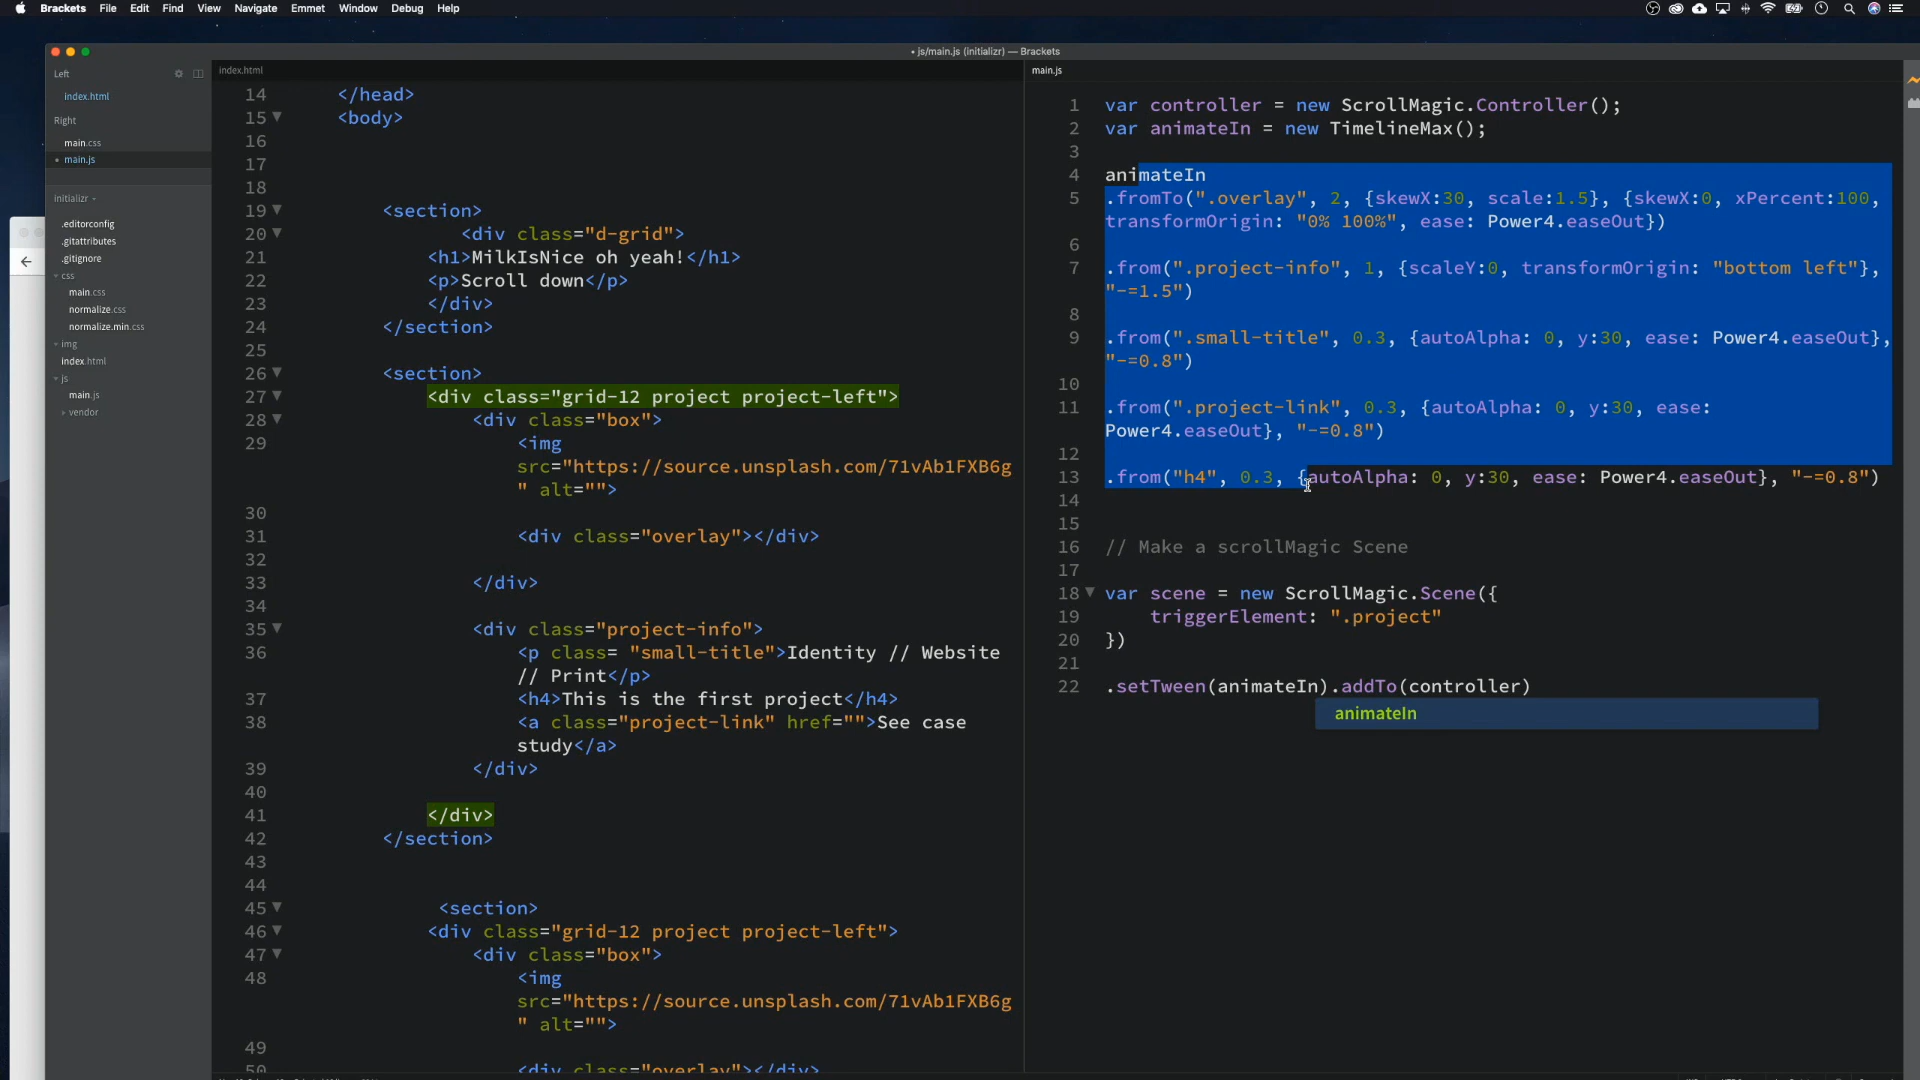 Brackets File Edit View Navigate Emmet Window Debug Help
• js/main.js (initializr) — Brackets
Left
index.html
Right
main.css
• main.js
initializr
.editorconfig
.gitattributes
.gitignore
css
main.css
normalize.css
normalize.min.css
img
index.html
js
main.js
vendor
index.html
14 </head>
15 <body>
16
17
18
19 <section>
20 <div class="d-grid">
21 <h1>MilkIsNice oh yeah!</h1>
22 <p>Scroll down</p>
23 </div>
24 </section>
25
26 <section>
27 <div class="grid-12 project project-left">
28 <div class="box">
29 <img
src="https://source.unsplash.com/71vAb1FXB6g
" alt="">
30
31 <div class="overlay"></div>
32
33 </div>
34
35 <div class="project-info">
36 <p class= "small-title">Identity // Website
// Print</p>
37 <h4>This is the first project</h4>
38 <a class="project-link" href="">See case
study</a>
39 </div>
40
41 </div>
42 </section>
43
44
45 <section>
46 <div class="grid-12 project project-left">
47 <div class="box">
48 <img
src="https://source.unsplash.com/71vAb1FXB6g
" alt="">
49
50 <div class="overlay"></div>
main.js
1 var controller = new ScrollMagic.Controller();
2 var animateIn = new TimelineMax();
3
4 animateIn
5 .fromTo(".overlay", 2, {skewX:30, scale:1.5}, {skewX:0, xPercent:100,
transformOrigin: "0% 100%", ease: Power4.easeOut})
6
7 .from(".project-info", 1, {scaleY:0, transformOrigin: "bottom left"},
"-=1.5")
8
9 .from(".small-title", 0.3, {autoAlpha: 0, y:30, ease: Power4.easeOut},
"-=0.8")
10
11 .from(".project-link", 0.3, {autoAlpha: 0, y:30, ease:
Power4.easeOut}, "-=0.8")
12
13 .from("h4", 0.3, {autoAlpha: 0, y:30, ease: Power4.easeOut}, "-=0.8")
14
15
16 // Make a scrollMagic Scene
17
18 var scene = new ScrollMagic.Scene({
19 triggerElement: ".project"
20 })
21
22 .setTween(animateIn).addTo(controller)
animateIn